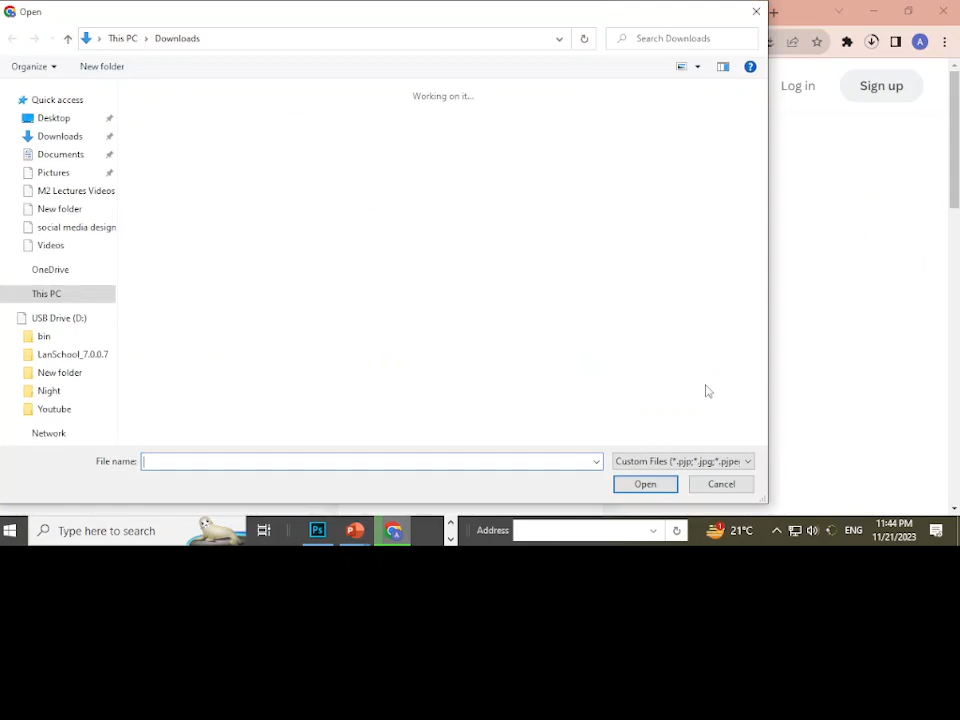 Open
This PC > Downloads
Search Downloads
Organize
New folder
Log in
Sign up
A
Working on it...
Quick access
Desktop
Downloads
Documents
Pictures
M2 Lectures Videos
New folder
social media design
Videos
OneDrive
This PC
USB Drive (D:)
bin
LanSchool_7.0.0.7
New folder
Night
Youtube
Network
File name:
Custom Files (*.pjp;*.jpg;*.pjpe
Open
Cancel
Type here to search
Ps
Address
1
21°C
ENG
11:44 PM
11/21/2023